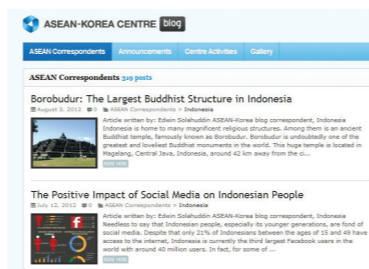 ASEAN-KOREA CENTRE blog
ASEAN Correspondents Announcements Centre Activities Gallery
ASEAN Correspondents 319 posts
Borobudur: The Largest Buddhist Structure in Indonesia
August 3, 2012 0 ASEAN Correspondents > Indonesia
Article written by: Edwin Solahuddin ASEAN-Korea blog correspondent, Indonesia
Indonesia is home to many magnificent religious structures. Among them is an ancient
Buddhist temple, famously known as Borobudur. Borobudur is undoubtedly one of the
greatest and loveliest Buddhist monuments in the world. This huge temple is located in
Magelang, Central Java, Indonesia, around 42 km away from the ci...
READ MORE
The Positive Impact of Social Media on Indonesian People
July 12, 2012 0 ASEAN Correspondents > Indonesia
Article written by: Edwin Solahuddin ASEAN-Korea blog correspondent, Indonesia
Needless to say that Indonesian people, especially its younger generations, are fond of
social media. Despite that only 21% of Indonesians between the ages of 15 and 49 have
access to the internet, Indonesia is currently the third largest Facebook users in the
world with around 40 million users. In fact, for some of ...
READ MORE